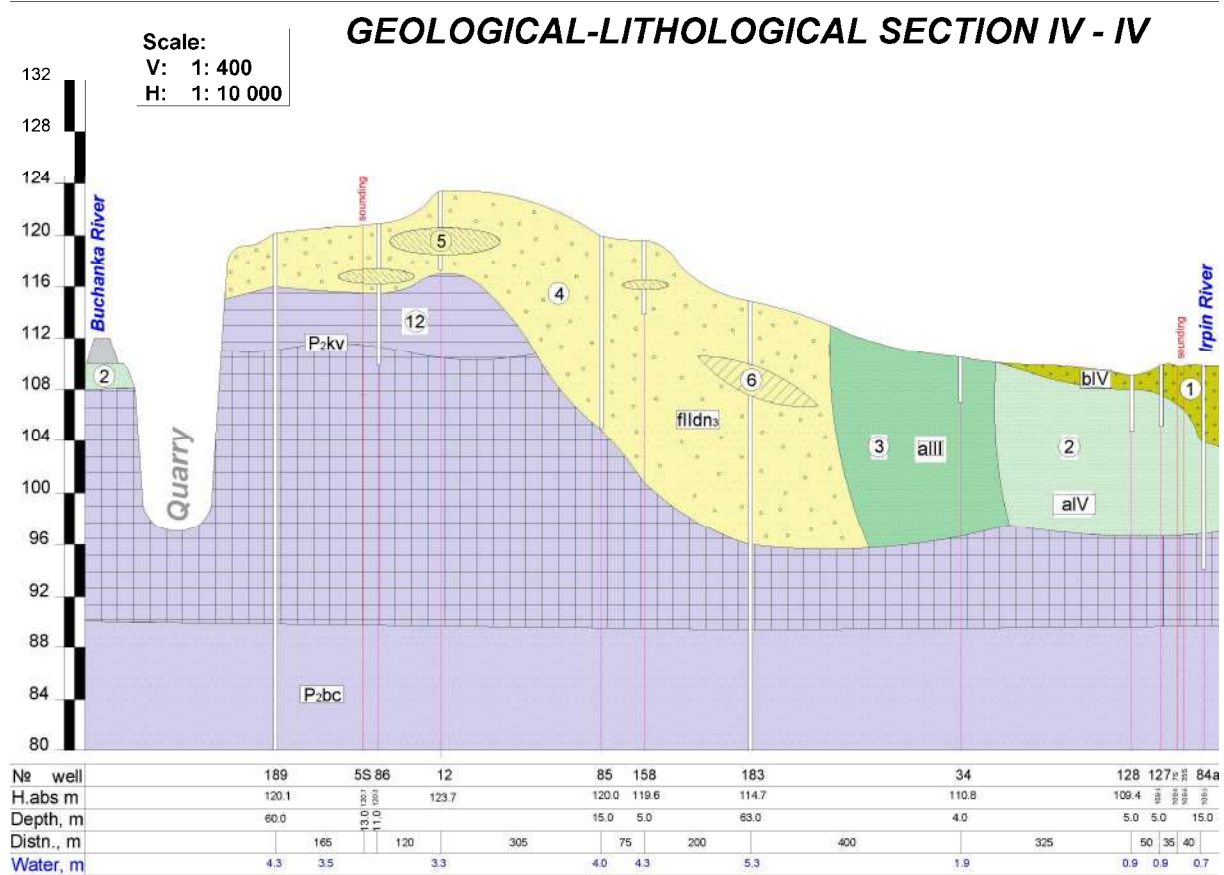 GEOLOGICAL-LITHOLOGICAL SECTION IV - IV
Scale:
V: 1: 400
H: 1: 10 000
132
128
124
120
116
112
108
104
100
96
92
88
84
80
Buchanka River
Quarry
sounding
sounding
Irpin River
2
5
4
12
P₂kv
6
fIIdn₃
3
aIII
2
aIV
bIV
1
P₂bc
№ well 189 5S 86 12 85 158 183 34 128 127 84a
H.abs m 120.1 123.7 120.0 119.6 114.7 110.8 109.4
Depth, m 60.0 13.0 11.0 15.0 5.0 63.0 4.0 5.0 5.0 15.0
Distn., m 165 120 305 75 200 400 325 50 35 40
Water, m 4.3 3.5 3.3 4.0 4.3 5.3 1.9 0.9 0.9 0.7